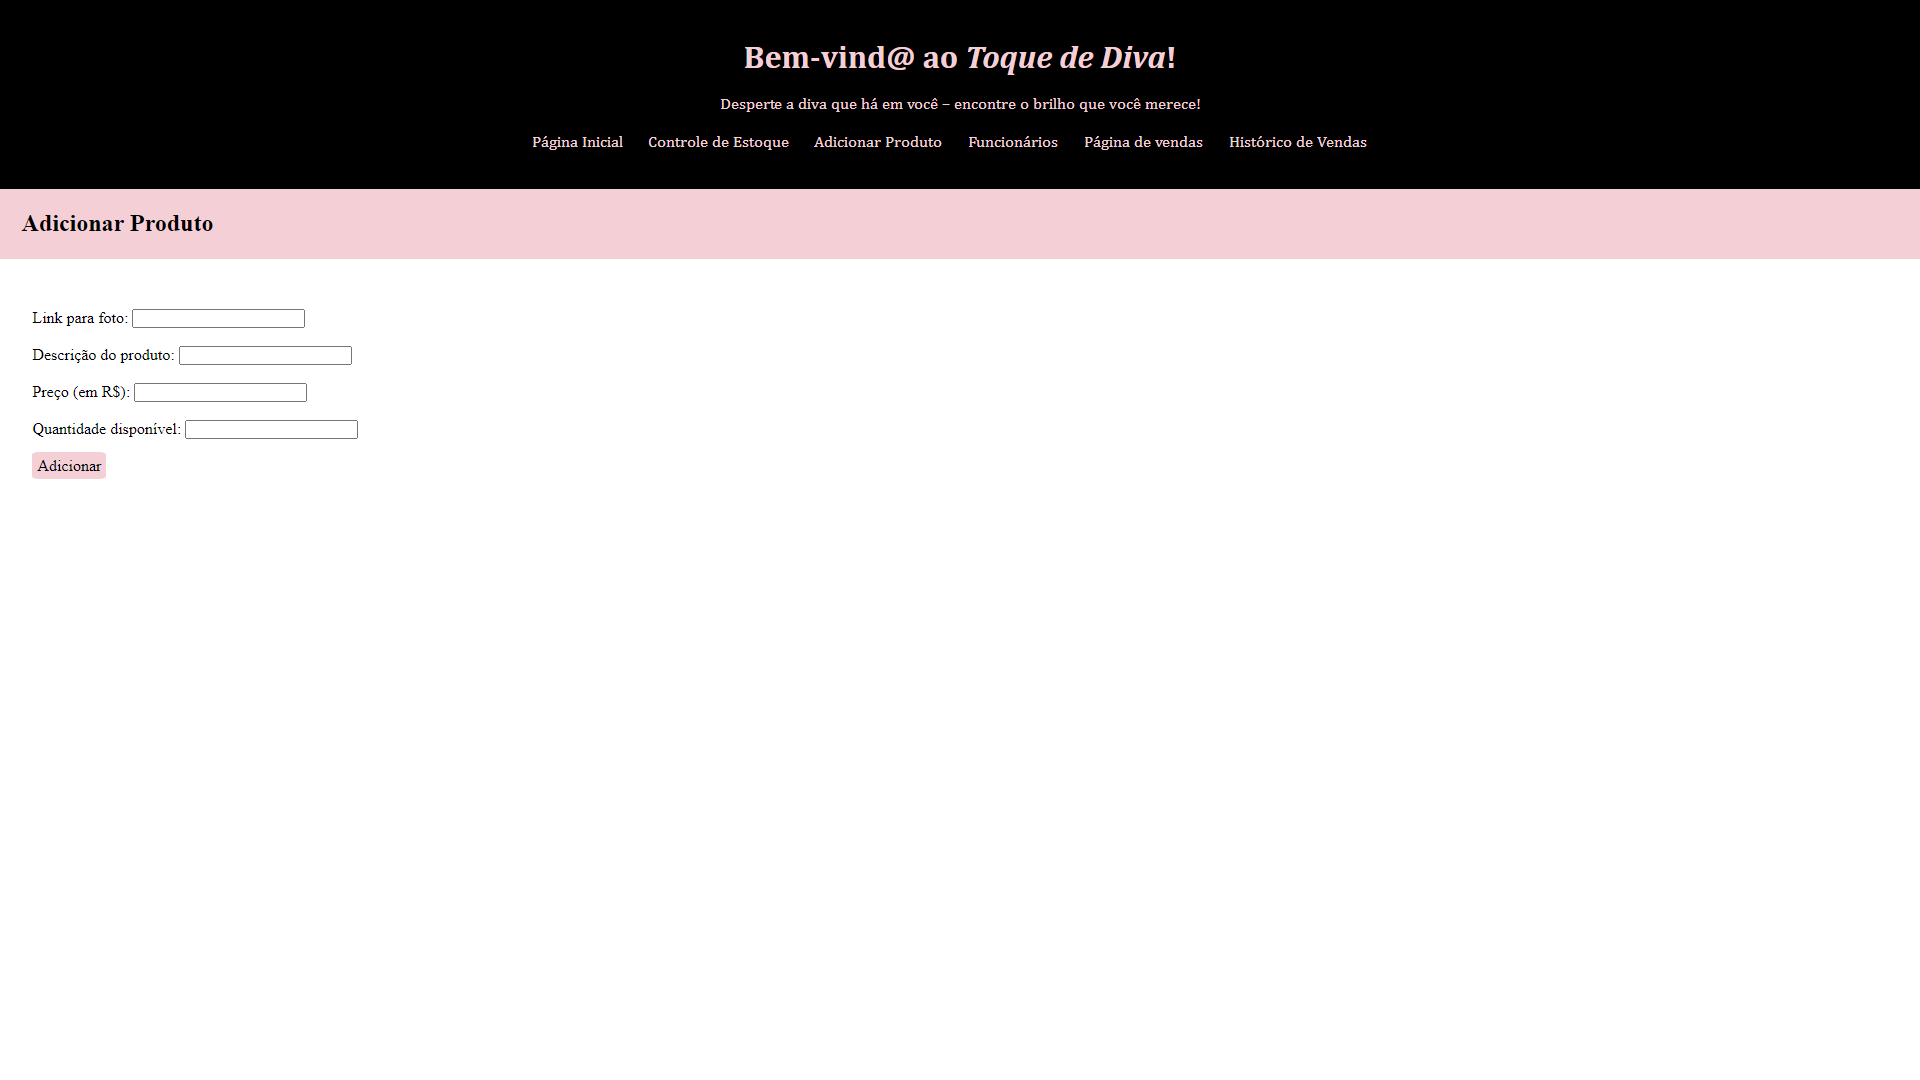 Bem-vind@ ao Toque de Diva!
Desperte a diva que há em você – encontre o brilho que você merece!
Página Inicial Controle de Estoque Adicionar Produto Funcionários Página de vendas Histórico de Vendas
Adicionar Produto
Link para foto:
Descrição do produto:
Preço (em R$):
Quantidade disponível:
Adicionar